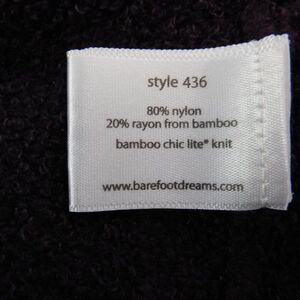 style 436
80% nylon
20% rayon from bamboo
bamboo chic lite® knit
www.barefootdreams.com